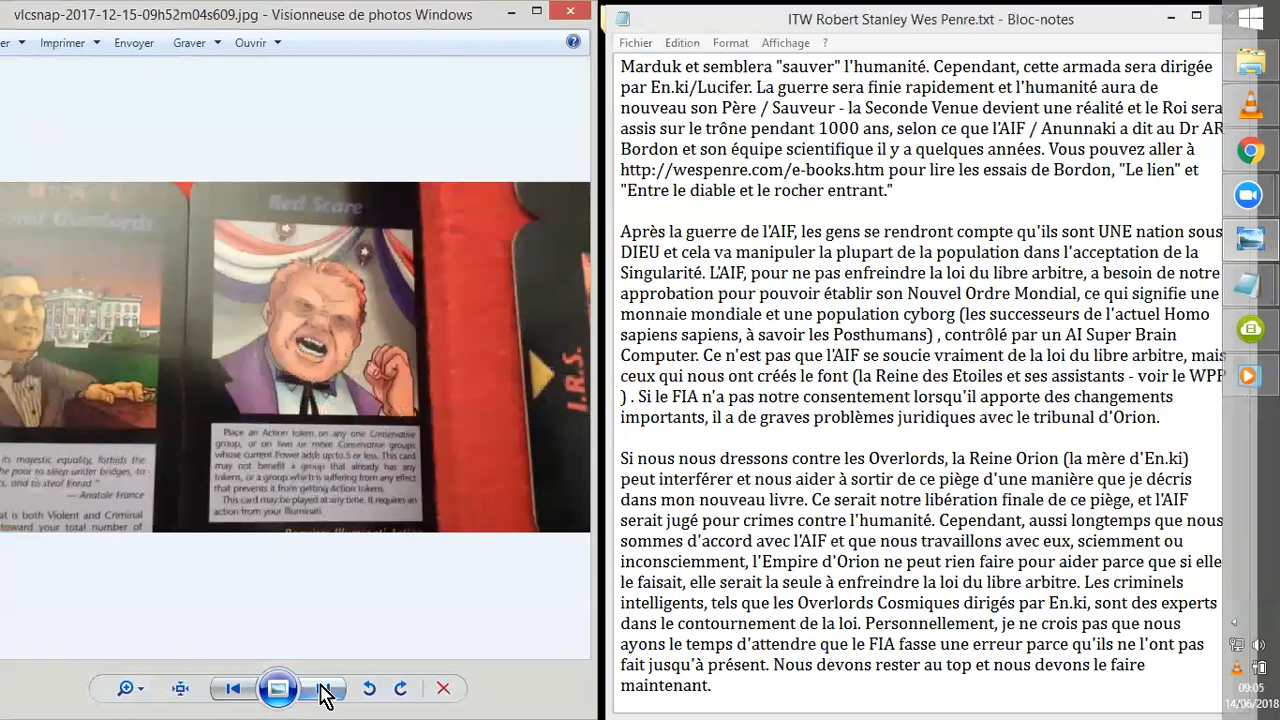 vlcsnap-2017-12-15-09h52m04s609.jpg - Visionneuse de photos Windows
Imprimer
Envoyer
Graver
Ouvrir
Red Scare
Place an Action token on any one Conservative
group, or on two or more Conservative groups
whose current Power adds up to 5 or less. This card
may not benefit a group that already has any
tokens, or a group which is suffering from any effect
that prevents it from getting Action tokens.
This card may be played at any time. It requires an
action from your Illuminati.
its majestic equality, forbids the
poor to sleep under bridges, to
and to steal bread."
— Anatole France
at is both Violent and Criminal
toward your total number of
I.R.S.
ITW Robert Stanley Wes Penre.txt - Bloc-notes
Fichier Edition Format Affichage ?
Marduk et semblera "sauver" l'humanité. Cependant, cette armada sera dirigée
par En.ki/Lucifer. La guerre sera finie rapidement et l'humanité aura de
nouveau son Père / Sauveur - la Seconde Venue devient une réalité et le Roi sera
assis sur le trône pendant 1000 ans, selon ce que l'AIF / Anunnaki a dit au Dr AR
Bordon et son équipe scientifique il y a quelques années. Vous pouvez aller à
http://wespenre.com/e-books.htm pour lire les essais de Bordon, "Le lien" et
"Entre le diable et le rocher entrant."
Après la guerre de l'AIF, les gens se rendront compte qu'ils sont UNE nation sous
DIEU et cela va manipuler la plupart de la population dans l'acceptation de la
Singularité. L'AIF, pour ne pas enfreindre la loi du libre arbitre, a besoin de notre
approbation pour pouvoir établir son Nouvel Ordre Mondial, ce qui signifie une
monnaie mondiale et une population cyborg (les successeurs de l'actuel Homo
sapiens sapiens, à savoir les Posthumans) , contrôlé par un AI Super Brain
Computer. Ce n'est pas que l'AIF se soucie vraiment de la loi du libre arbitre, mais
ceux qui nous ont créés le font (la Reine des Etoiles et ses assistants - voir le WPP
) . Si le FIA n'a pas notre consentement lorsqu'il apporte des changements
importants, il a de graves problèmes juridiques avec le tribunal d'Orion.
Si nous nous dressons contre les Overlords, la Reine Orion (la mère d'En.ki)
peut interférer et nous aider à sortir de ce piège d'une manière que je décris
dans mon nouveau livre. Ce serait notre libération finale de ce piège, et l'AIF
serait jugé pour crimes contre l'humanité. Cependant, aussi longtemps que nous
sommes d'accord avec l'AIF et que nous travaillons avec eux, sciemment ou
inconsciemment, l'Empire d'Orion ne peut rien faire pour aider parce que si elle
le faisait, elle serait la seule à enfreindre la loi du libre arbitre. Les criminels
intelligents, tels que les Overlords Cosmiques dirigés par En.ki, sont des experts
dans le contournement de la loi. Personnellement, je ne crois pas que nous
ayons le temps d'attendre que le FIA fasse une erreur parce qu'ils ne l'ont pas
fait jusqu'à présent. Nous devons rester au top et nous devons le faire
maintenant.
09:05
14/06/2018